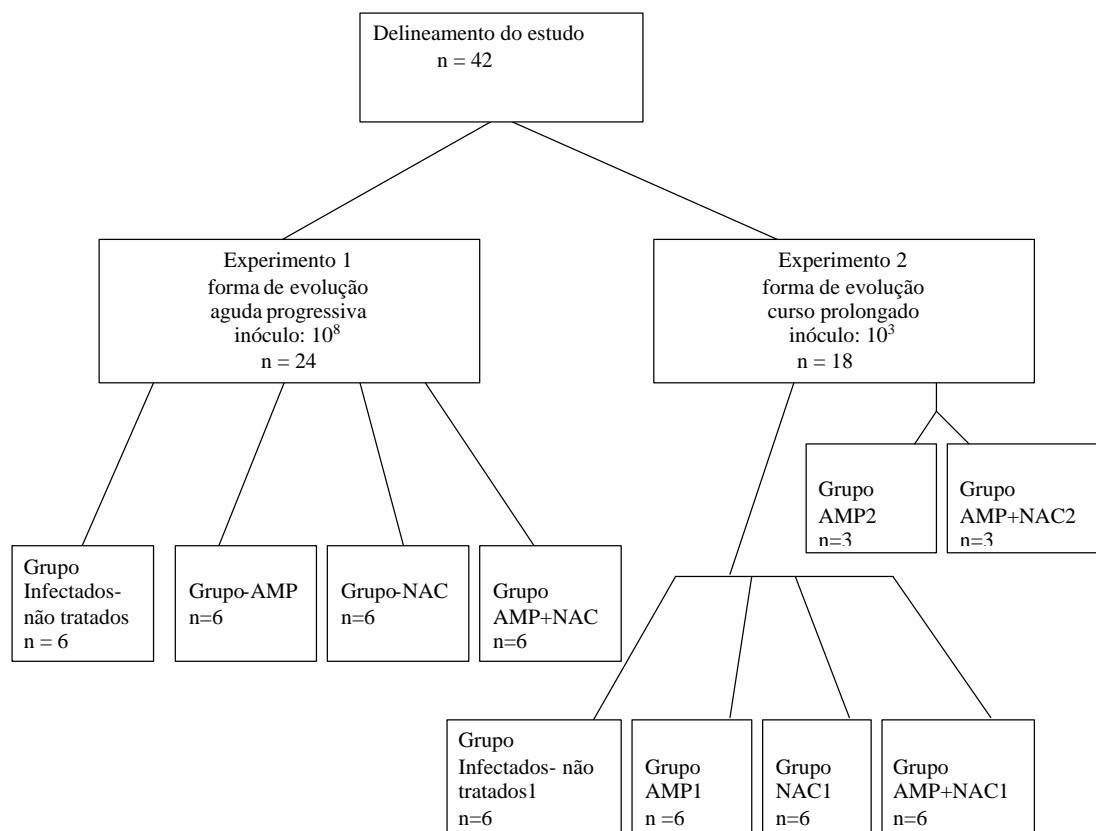 Delineamento do estudo
n = 42
Experimento 1
forma de evolução
aguda progressiva
inóculo: 10⁸
n = 24
Experimento 2
forma de evolução
curso prolongado
inóculo: 10³
n = 18
Grupo
AMP2
n=3
Grupo
AMP+NAC2
n=3
Grupo
Infectados-
não tratados
n = 6
Grupo-AMP
n=6
Grupo-NAC
n=6
Grupo
AMP+NAC
n=6
Grupo
Infectados- não
tratados1
n=6
Grupo
AMP1
n =6
Grupo
NAC1
n=6
Grupo
AMP+NAC1
n=6